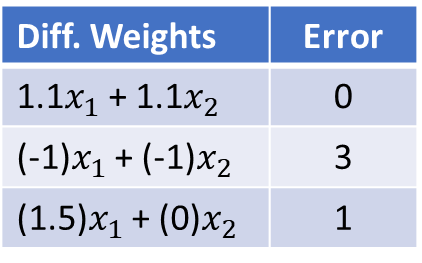 Diff. Weights Error
1.1x₁ + 1.1x₂ 0
(-1)x₁ + (-1)x₂ 3
(1.5)x₁ + (0)x₂ 1